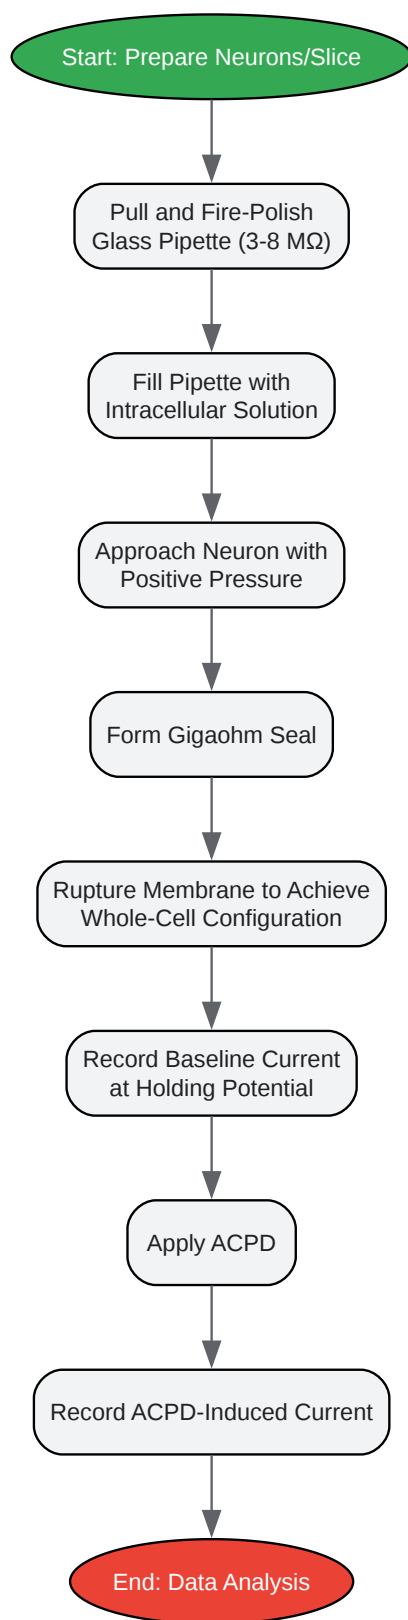 Start: Prepare Neurons/Slice
Pull and Fire-Polish
Glass Pipette (3-8 MΩ)
Fill Pipette with
Intracellular Solution
Approach Neuron with
Positive Pressure
Form Gigaohm Seal
Rupture Membrane to Achieve
Whole-Cell Configuration
Record Baseline Current
at Holding Potential
Apply ACPD
Record ACPD-Induced Current
End: Data Analysis